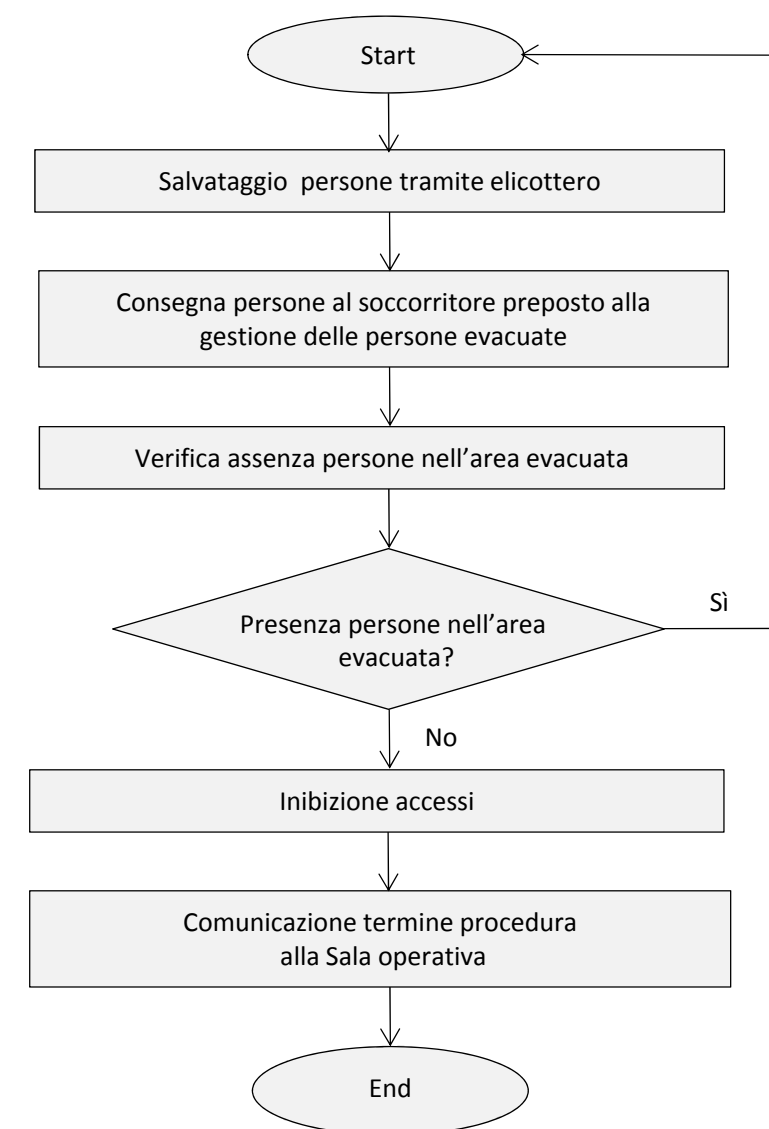 Start
Salvataggio persone tramite elicottero
Consegna persone al soccorritore preposto alla
gestione delle persone evacuate
Verifica assenza persone nell’area evacuata
Presenza persone nell’area
evacuata?
Sì
No
Inibizione accessi
Comunicazione termine procedura
alla Sala operativa
End